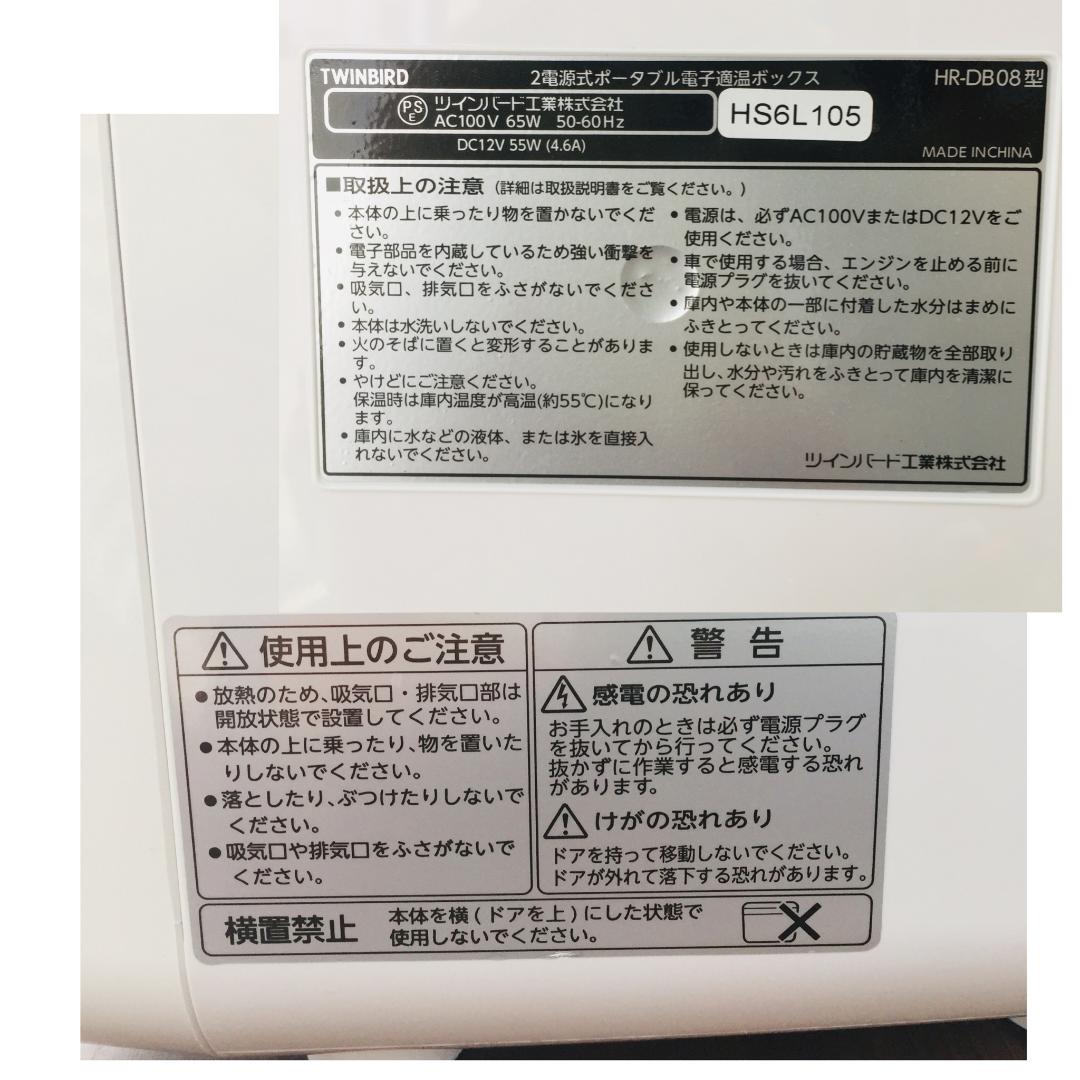 TWINBIRD 2電源式ポータブル電子適温ボックス HR-DB08型
PSE ツインバード工業株式会社
AC100V 65W 50-60Hz
HS6L105
DC12V 55W (4.6A)
MADE IN CHINA
■取扱上の注意(詳細は取扱説明書をご覧ください。)
•本体の上に乗ったり物を置かないでくだ
さい。
•電子部品を内蔵しているため強い衝撃を
与えないでください。
•吸気口、排気口をふさがないでくださ
い。
•本体は水洗いしないでください。
•火のそばに置くと変形することがありま
す。
•やけどにご注意ください。
保温時は庫内温度が高温(約55℃)になり
ます。
•庫内に水などの液体、または氷を直接入
れないでください。
•電源は、必ずAC100VまたはDC12Vをご
使用ください。
•車で使用する場合、エンジンを止める前に
電源プラグを抜いてください。
•庫内や本体の一部に付着した水分はまめに
ふきとってください。
•使用しないときは庫内の貯蔵物を全部取り
出し、水分や汚れをふきとって庫内を清潔に
保ってください。
ツインバード工業株式会社
使用上のご注意
●放熱のため、吸気口・排気口部は
開放状態で設置してください。
●本体の上に乗ったり、物を置いた
りしないでください。
●落としたり、ぶつけたりしないで
ください。
●吸気口や排気口をふさがないで
ください。
警告
感電の恐れあり
お手入れのときは必ず電源プラグ
を抜いてから行ってください。
抜かずに作業すると感電する恐れ
があります。
けがの恐れあり
ドアを持って移動しないでください。
ドアが外れて落下する恐れがあります。
横置禁止
本体を横(ドアを上)にした状態で
使用しないでください。